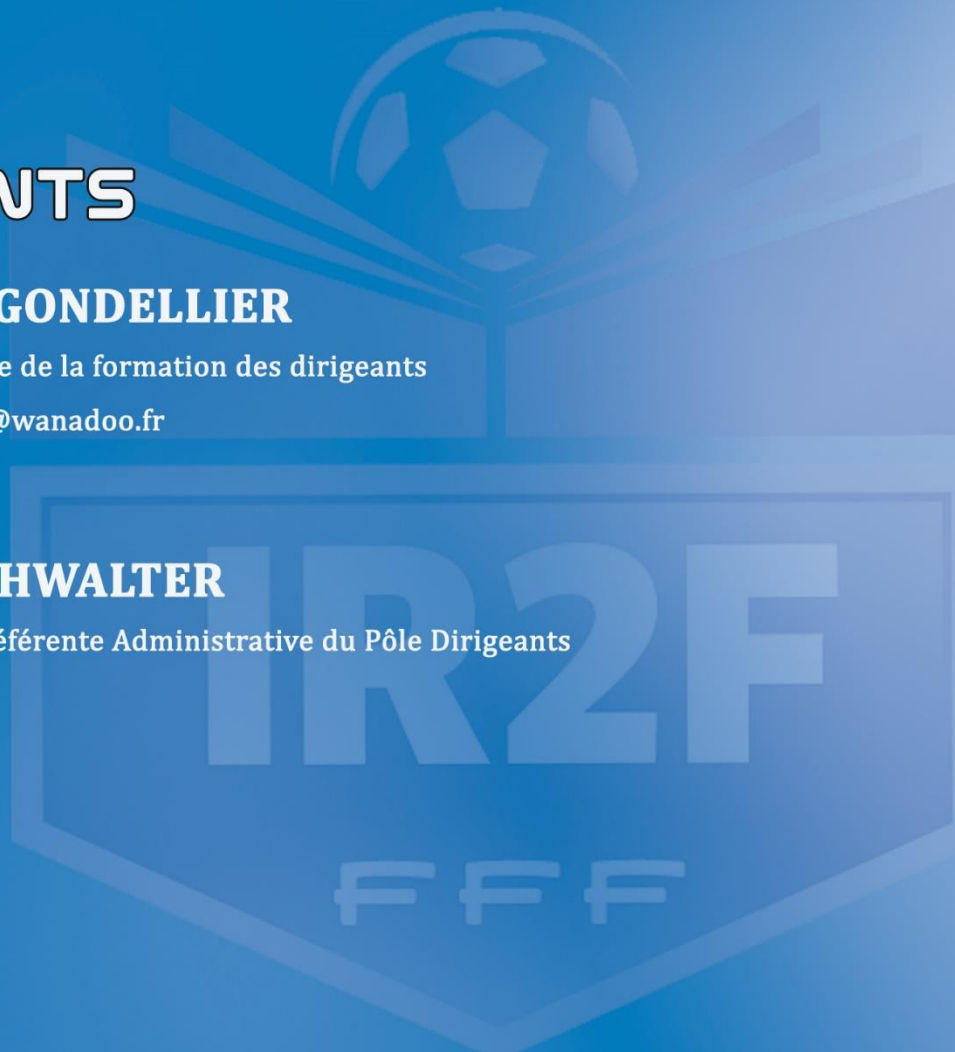 NTS
GONDELLIER
e de la formation des dirigeants
@wanadoo.fr
HWALTER
éférente Administrative du Pôle Dirigeants
IR2F
FFF